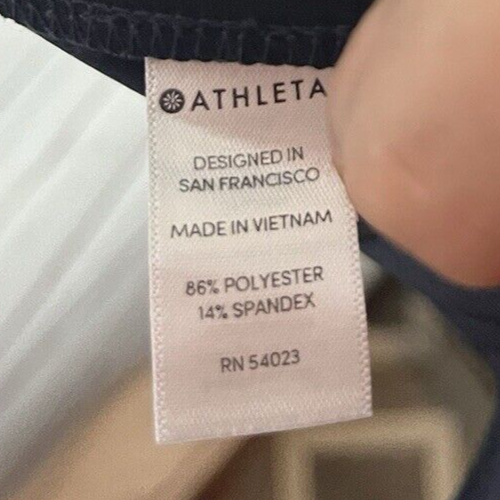 ATHLETA
DESIGNED IN
SAN FRANCISCO
MADE IN VIETNAM
86% POLYESTER
14% SPANDEX
RN 54023